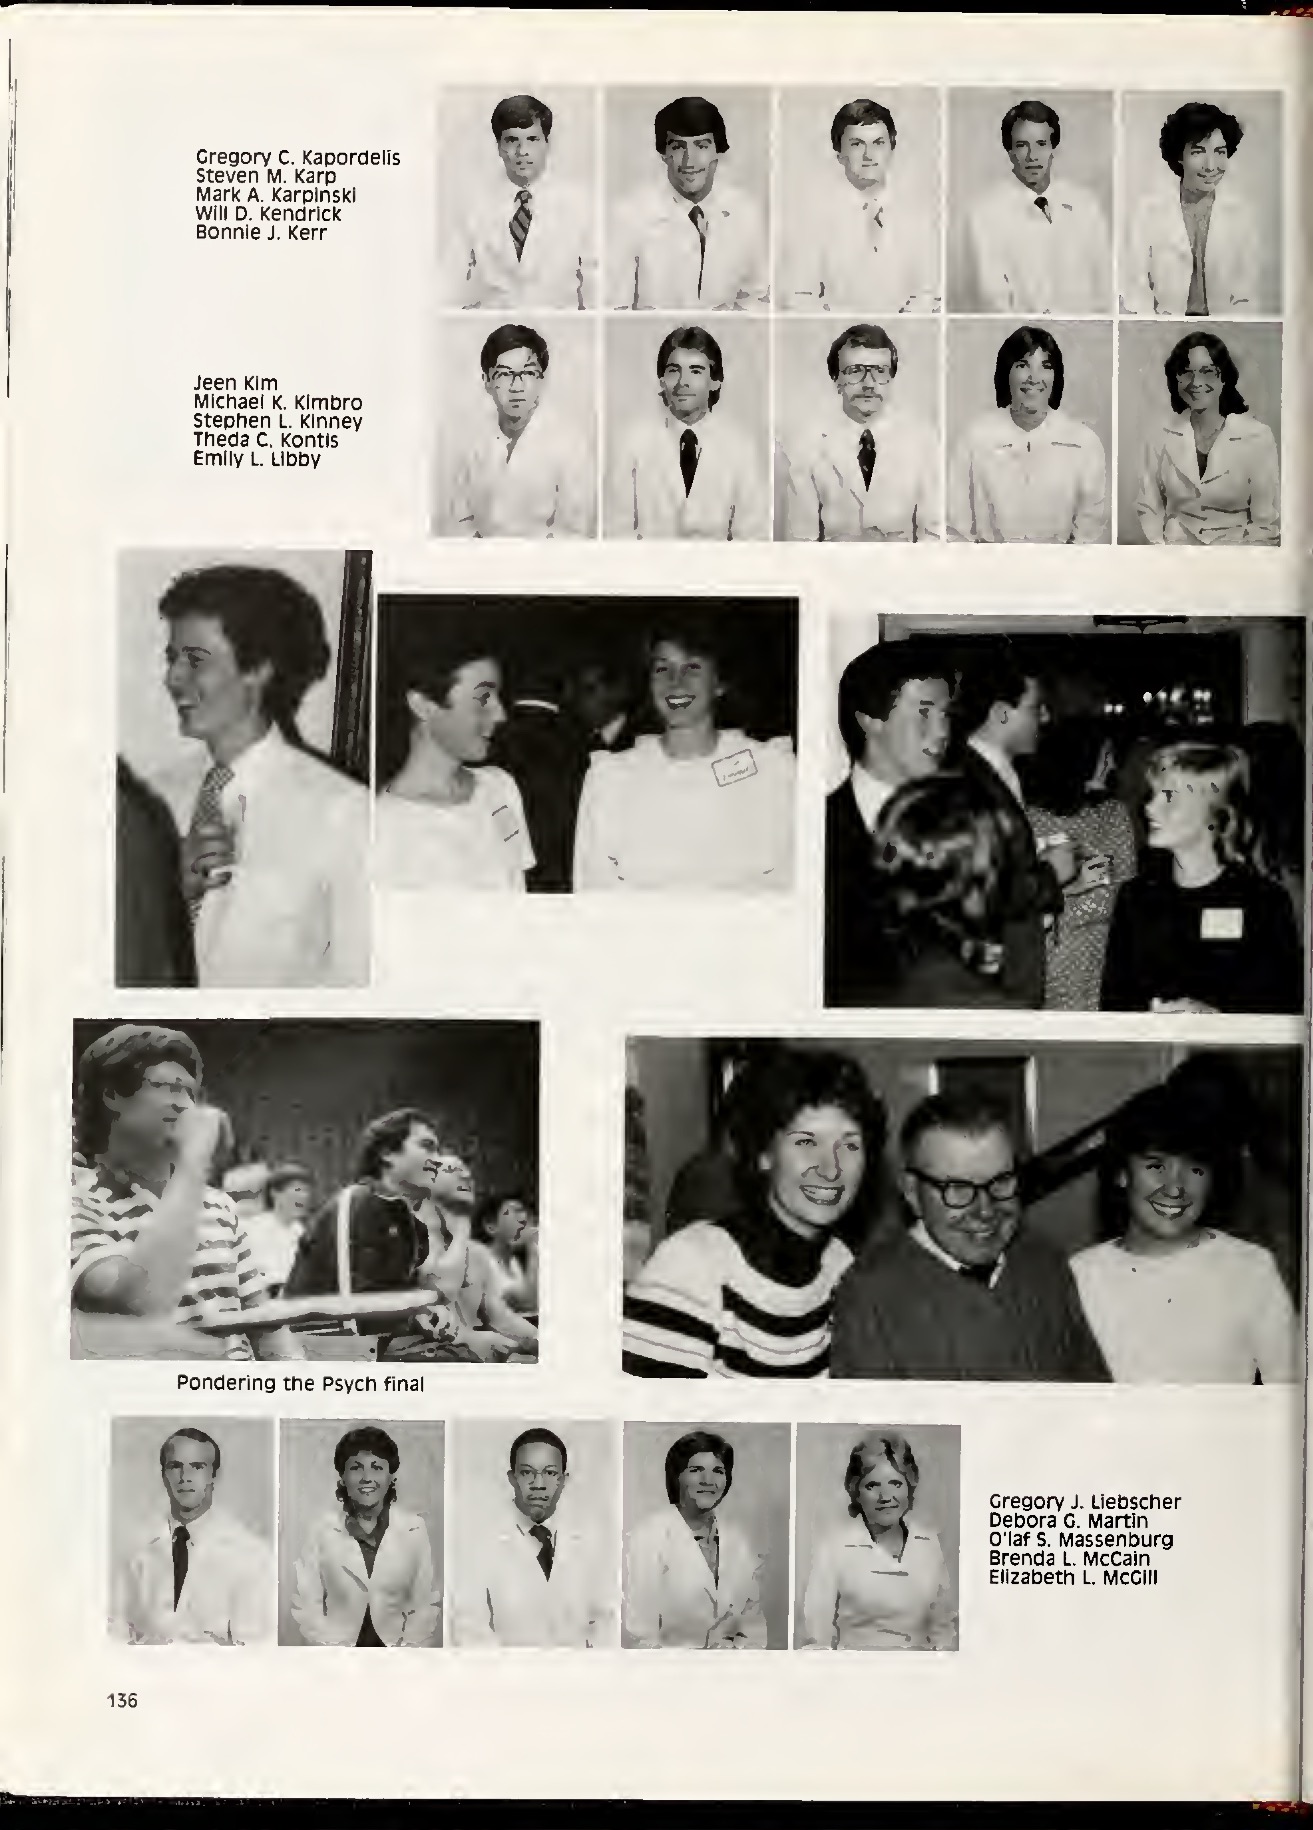 Gregory C. Kapordelis
Steven M. Karp
Mark A. Karpinski
Will D. Kendrick
Bonnie J. Kerr
Jeen Kim
Michael K. Kimbro
Stephen L. Kinney
Theda C. Kontis
Emily L. Libby
Pondering the Psych final
Gregory J. Liebscher
Debora G. Martin
O'laf S. Massenburg
Brenda L. McCain
Elizabeth L. McGill
136